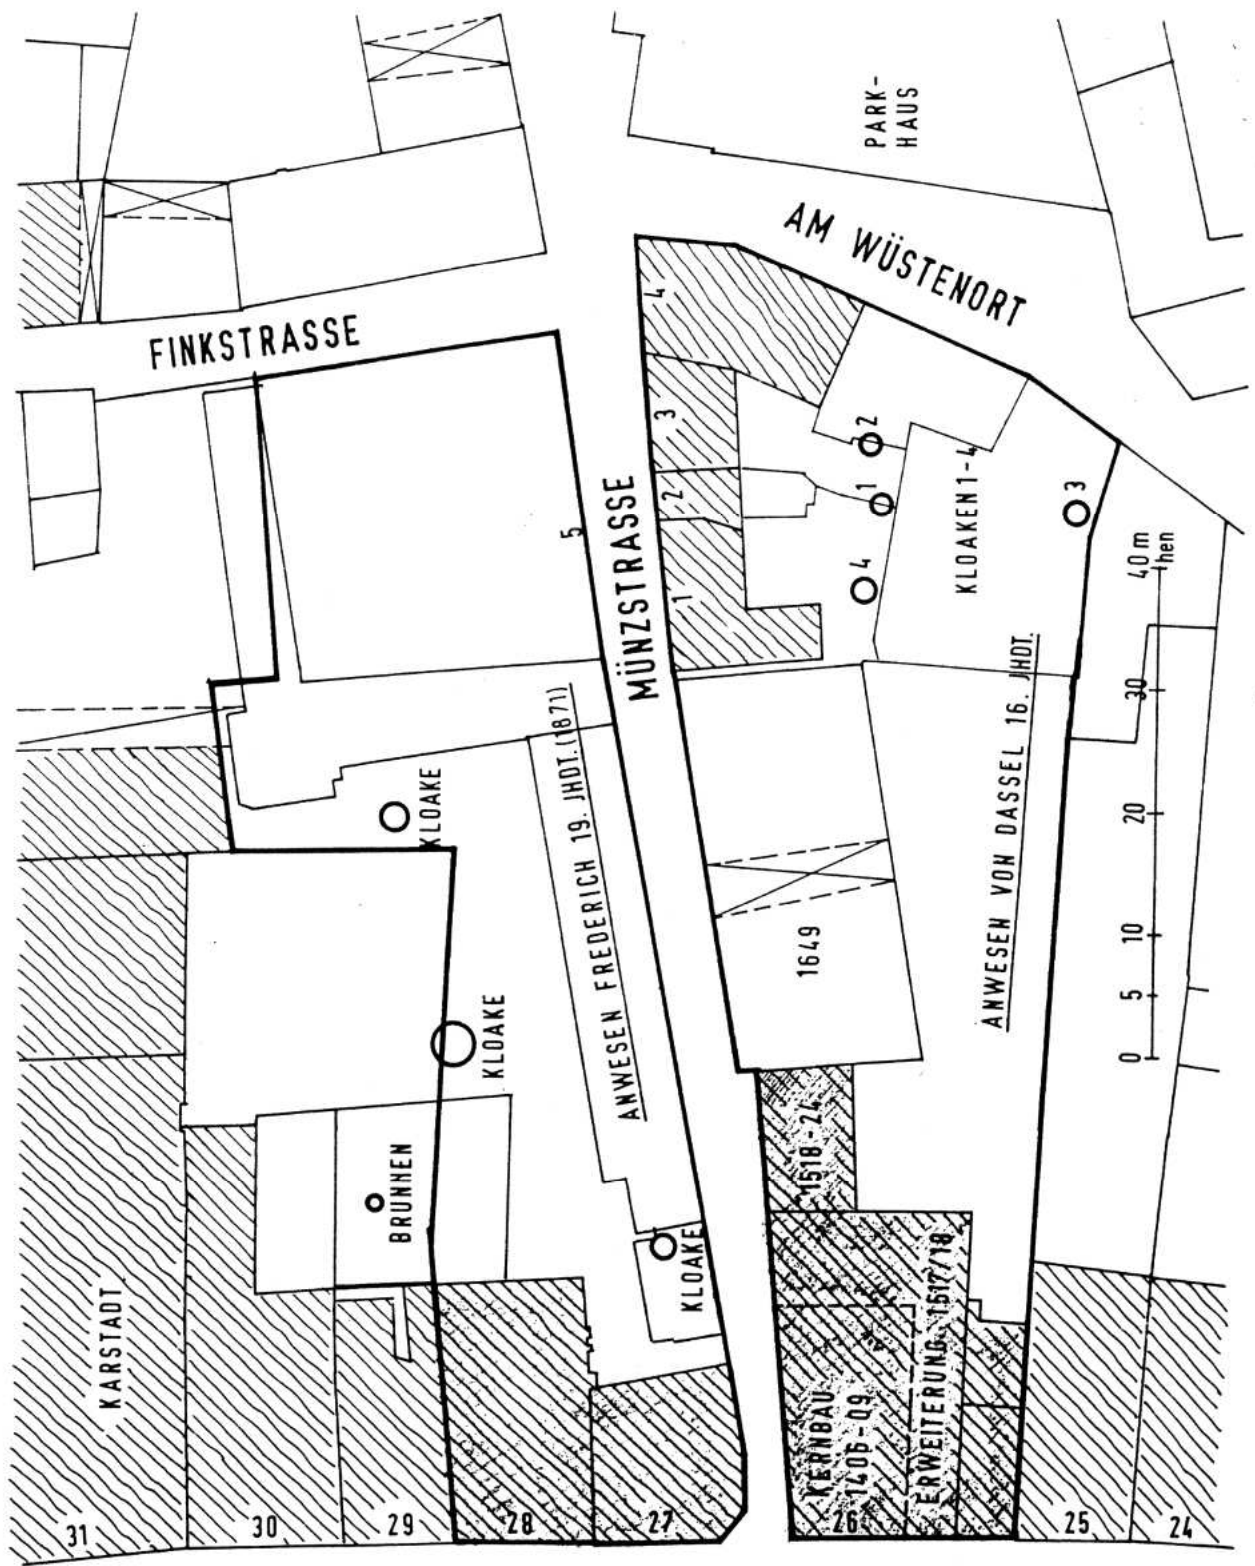 PARK-
HAUS
AM WÜSTENORT
FINKSTRASSE
MÜNZSTRASSE
4
3
2
1
5
2
1
4
3
KLOAKEN 1-4
KLOAKE
KLOAKE
BRUNNEN
KLOAKE
ANWESEN FREDERICH 19. JHDT. (1871)
ANWESEN VON DASSEL 16. JHDT.
1649
1518-24
KERNBAU
1406-09
ERWEITERUNG 1517/18
KARSTADT
0 5 10 20 30 40 m
hen
31
30
29
28
27
26
25
24